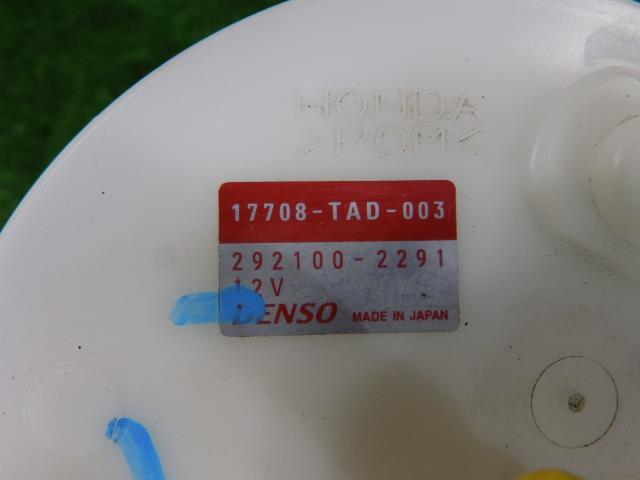 HONDA
>POM<
17708-TAD-003
292100-2291
12V
DENSO MADE IN JAPAN